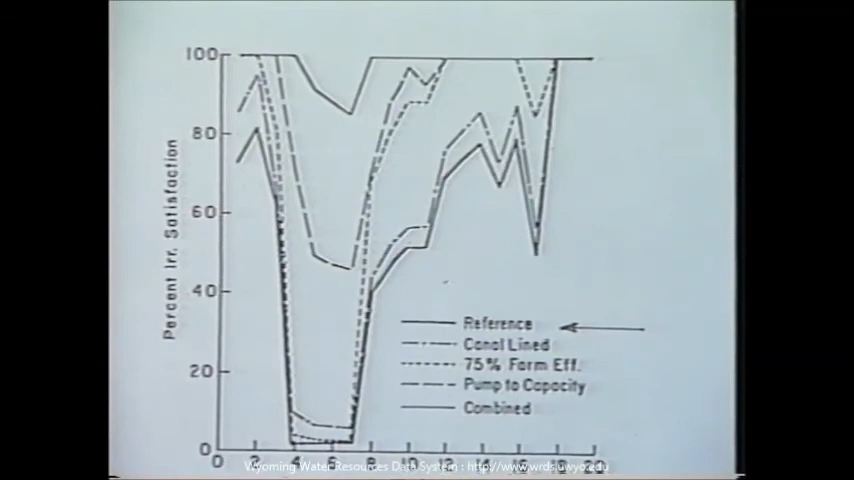 100
80
60
40
20
0
Percent Irr. Satisfaction
Reference
Canal Lined
75% Farm Eff.
Pump to Capacity
Combined
0 2 4 6 8 10 12 14 16 18 20
Wyoming Water Resources Data System : http://www.wrds.uwyo.edu